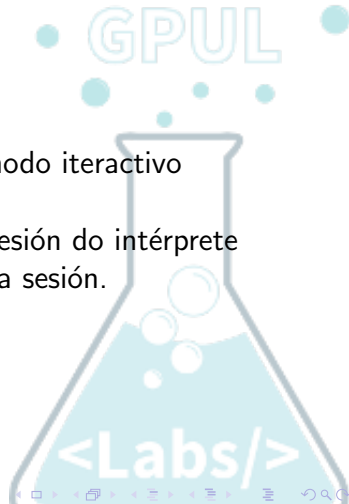 GPUL
nodo iteractivo
esión do intérprete
a sesión.
<Labs/>